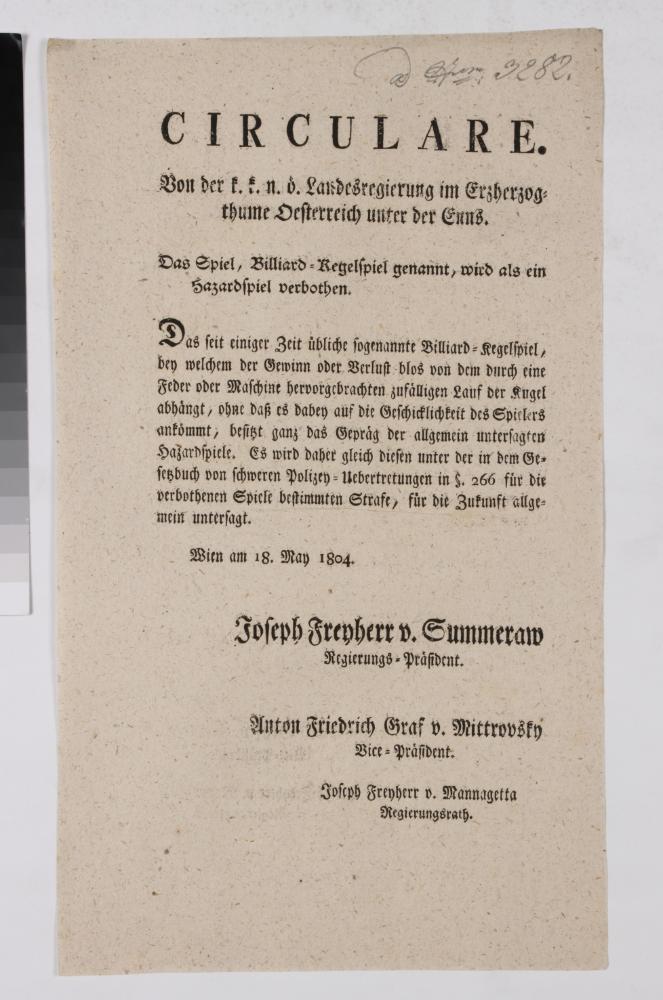 3282.
CIRCULARE.
Von der k. k. n. ö. Landesregierung im Erzherzog-
thume Oesterreich unter der Enns.
Das Spiel, Billiard-Kegelspiel genannt, wird als ein
Hazardspiel verbothen.
Das seit einiger Zeit übliche sogenannte Billiard-Kegelspiel,
bey welchem der Gewinn oder Verlust blos von dem durch eine
Feder oder Maschine hervorgebrachten zufälligen Lauf der Kugel
abhängt, ohne daß es dabey auf die Geschicklichkeit des Spielers
ankömmt, besitzt ganz das Gepräg der allgemein untersagten
Hazardspiele. Es wird daher gleich diesen unter der in dem Ge-
setzbuch von schweren Polizey-Uebertretungen in §. 266 für die
verbothenen Spiele bestimmten Strafe, für die Zukunft allge-
mein untersagt.
Wien am 18. May 1804.
Joseph Freyherr v. Summeraw
Regierungs-Präsident.
Anton Friedrich Graf v. Mittrovsky
Vice-Präsident.
Joseph Freyherr v. Mannagetta
Regierungsrath.